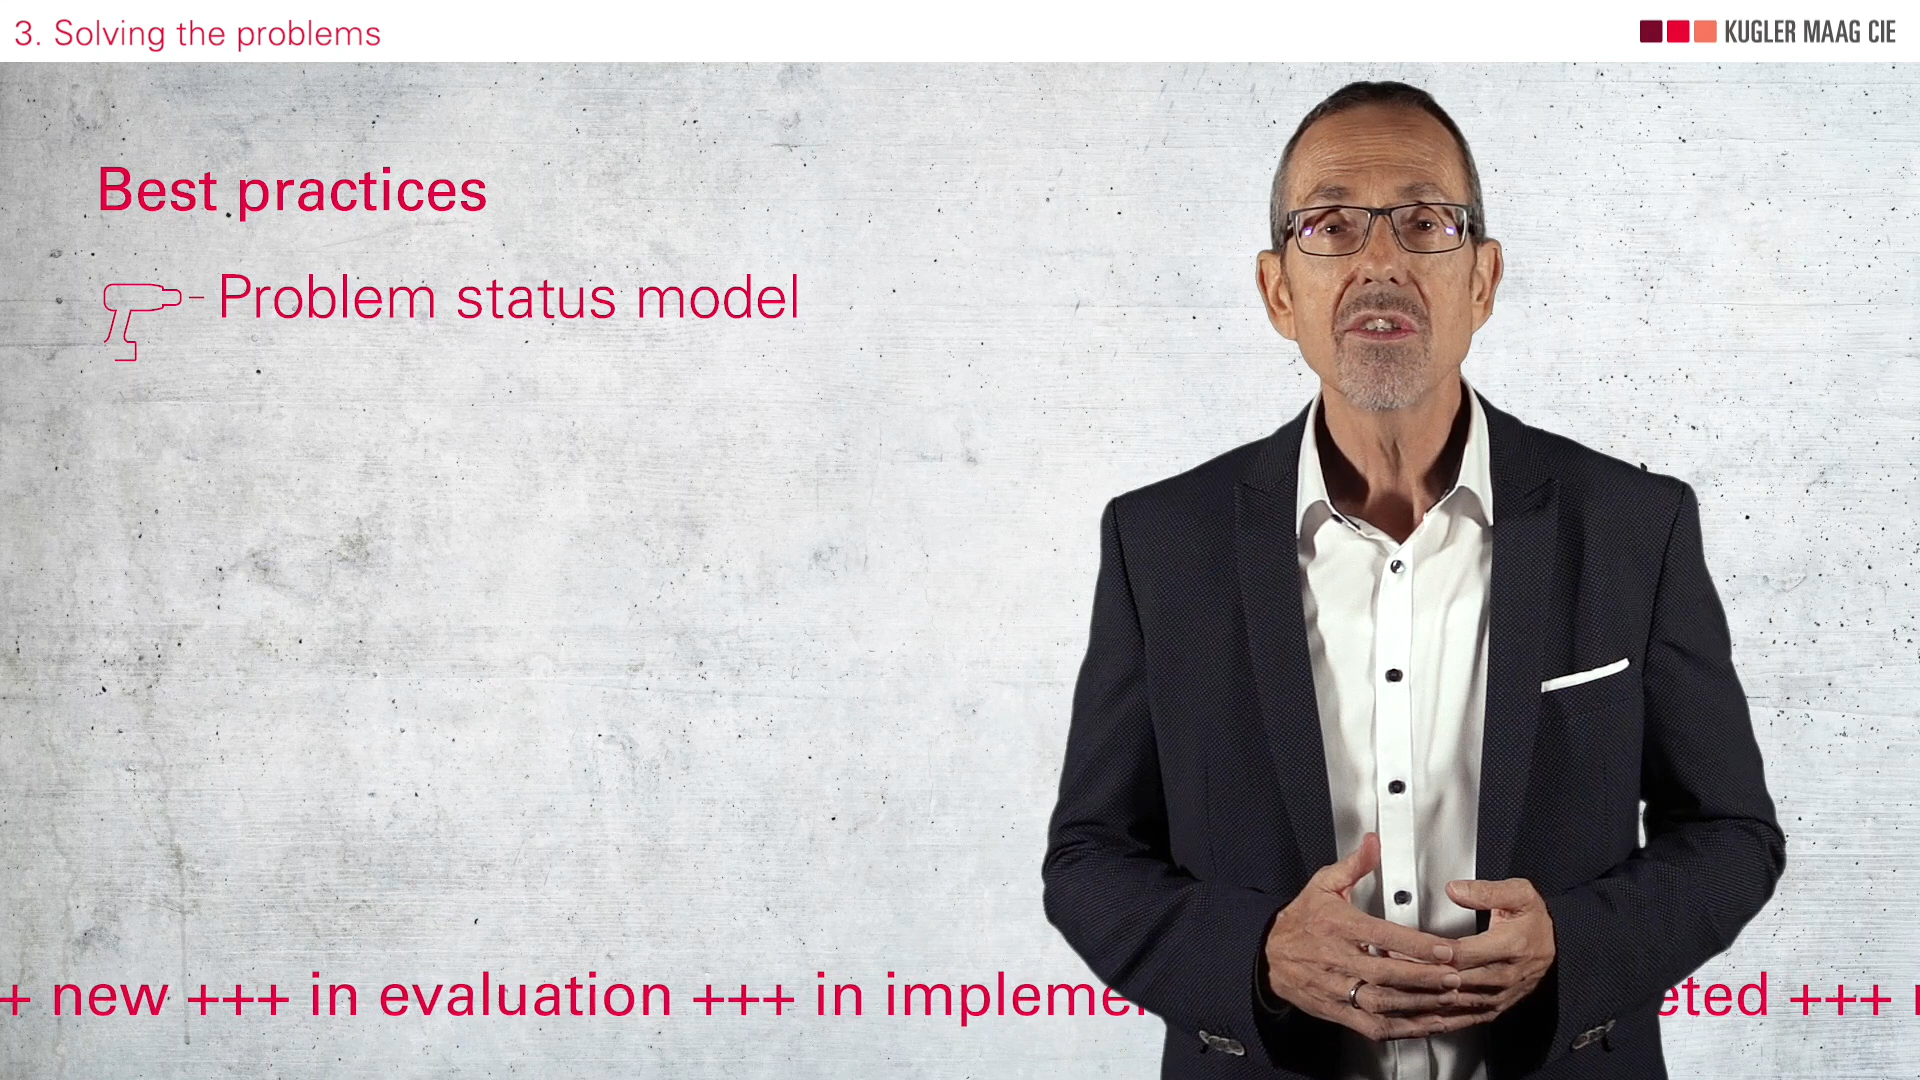 3. Solving the problems
KUGLER MAAG CIE
Best practices
Problem status model
+ new +++ in evaluation +++ in impleme eted +++